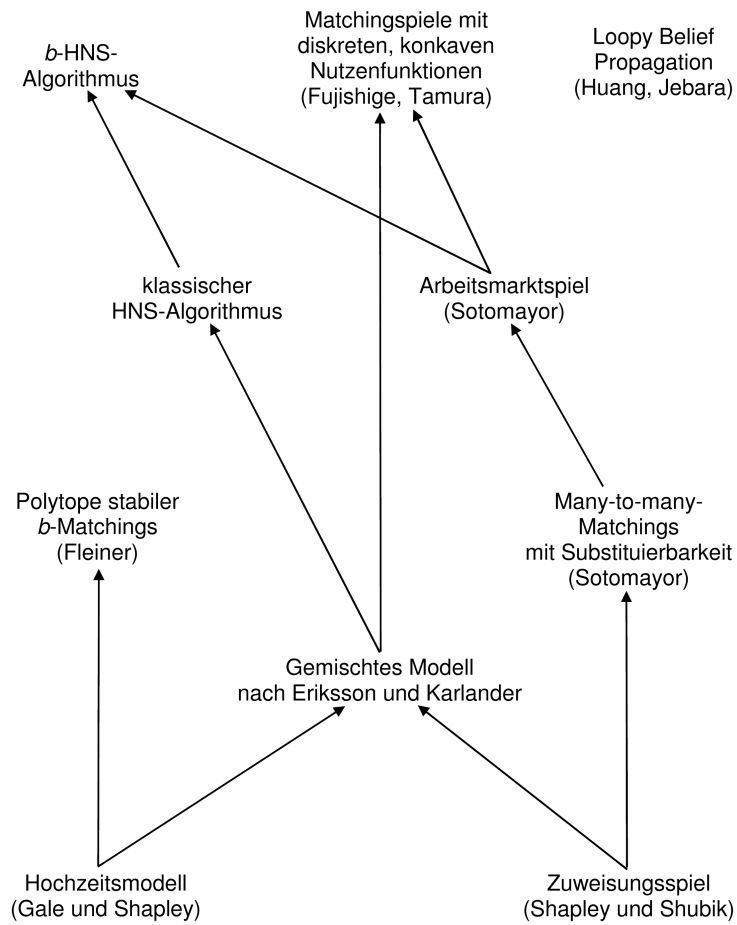 b-HNS-
Algorithmus
Matchingspiele mit
diskreten, konkaven
Nutzenfunktionen
(Fujishige, Tamura)
Loopy Belief
Propagation
(Huang, Jebara)
klassischer
HNS-Algorithmus
Arbeitsmarktspiel
(Sotomayor)
Polytope stabiler
b-Matchings
(Fleiner)
Many-to-many-
Matchings
mit Substituierbarkeit
(Sotomayor)
Gemischtes Modell
nach Eriksson und Karlander
Hochzeitsmodell
(Gale und Shapley)
Zuweisungsspiel
(Shapley und Shubik)